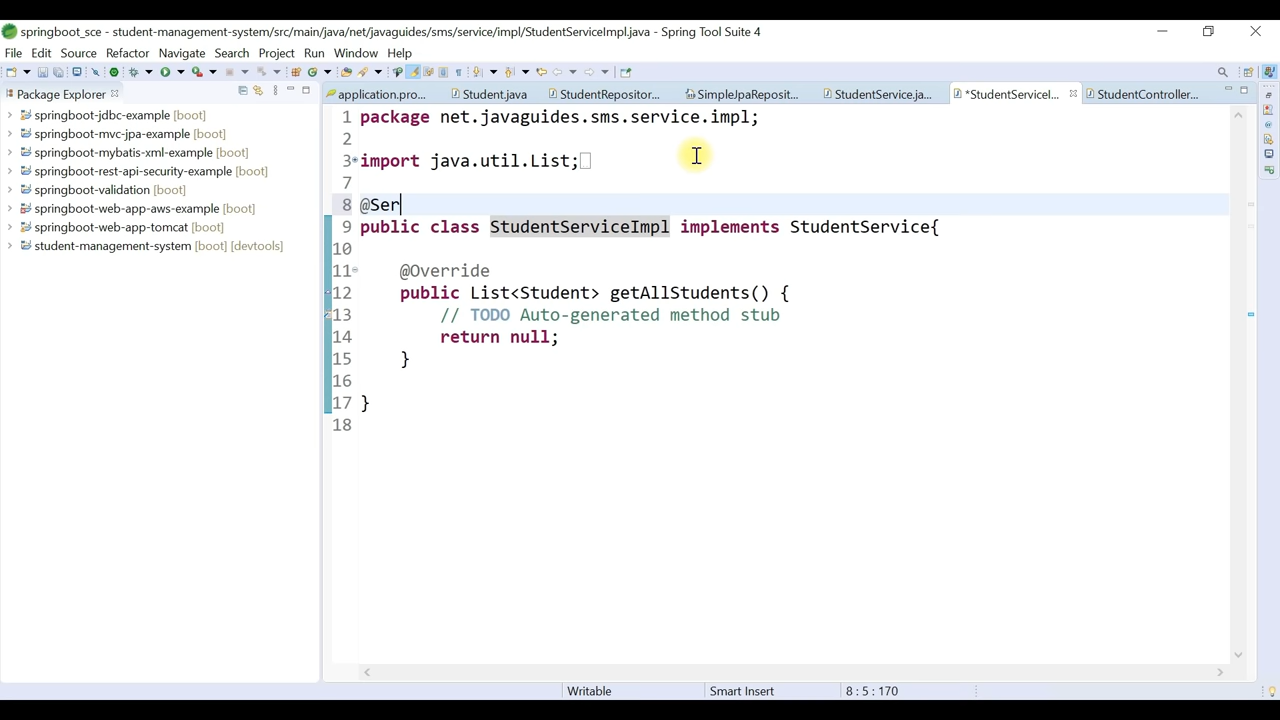 springboot_sce - student-management-system/src/main/java/net/javaguides/sms/service/impl/StudentServiceImpl.java - Spring Tool Suite 4
File Edit Source Refactor Navigate Search Project Run Window Help
Package Explorer
application.pro... Student.java StudentRepositor... SimpleJpaReposit... StudentService.ja... *StudentServiceI... StudentController...
springboot-jdbc-example [boot]
springboot-mvc-jpa-example [boot]
springboot-mybatis-xml-example [boot]
springboot-rest-api-security-example [boot]
springboot-validation [boot]
springboot-web-app-aws-example [boot]
springboot-web-app-tomcat [boot]
student-management-system [boot] [devtools]
1 package net.javaguides.sms.service.impl;
2
3 import java.util.List;
7
8 @Ser
9 public class StudentServiceImpl implements StudentService{
10
11 @Override
12 public List<Student> getAllStudents() {
13 // TODO Auto-generated method stub
14 return null;
15 }
16
17 }
18
Writable Smart Insert 8 : 5 : 170